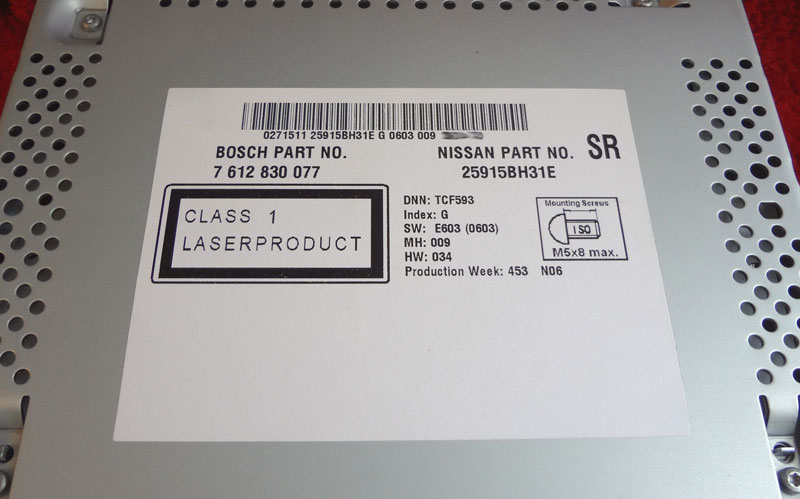 0271511 25915BH31E G 0603 009
BOSCH PART NO.
7 612 830 077
NISSAN PART NO.
25915BH31E
SR
CLASS 1
LASERPRODUCT
DNN: TCF593
Index: G
SW: E603 (0603)
MH: 009
HW: 034
Production Week: 453 N06
Mounting Screws
ISO
M5x8 max.